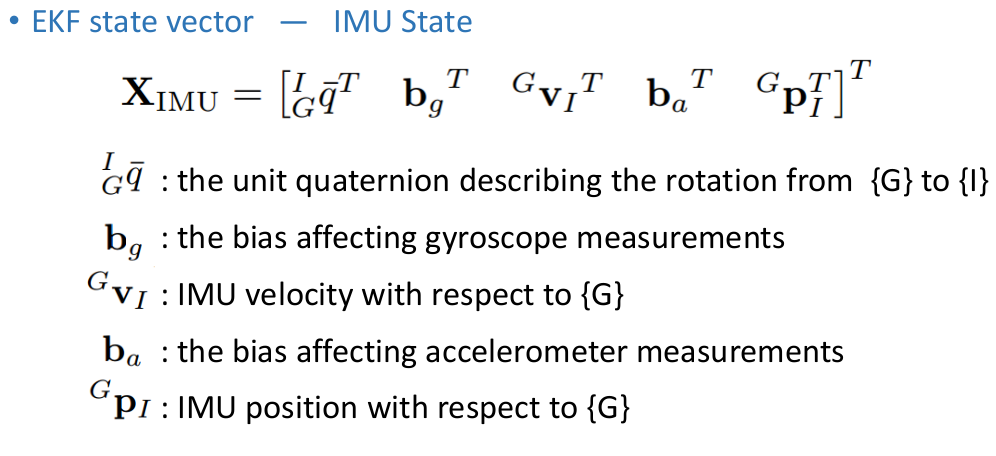 • EKF state vector — IMU State
$\mathbf{X}_{\mathrm{IMU}} = \left[ {}^{I}_{G}\bar{q}^{T} \quad \mathbf{b}_{g}{}^{T} \quad {}^{G}\mathbf{v}_{I}{}^{T} \quad \mathbf{b}_{a}{}^{T} \quad {}^{G}\mathbf{p}_{I}^{T} \right]^{T}$
${}^{I}_{G}\bar{q}$ : the unit quaternion describing the rotation from {G} to {I}
$\mathbf{b}_{g}$ : the bias affecting gyroscope measurements
${}^{G}\mathbf{v}_{I}$ : IMU velocity with respect to {G}
$\mathbf{b}_{a}$ : the bias affecting accelerometer measurements
${}^{G}\mathbf{p}_{I}$ : IMU position with respect to {G}